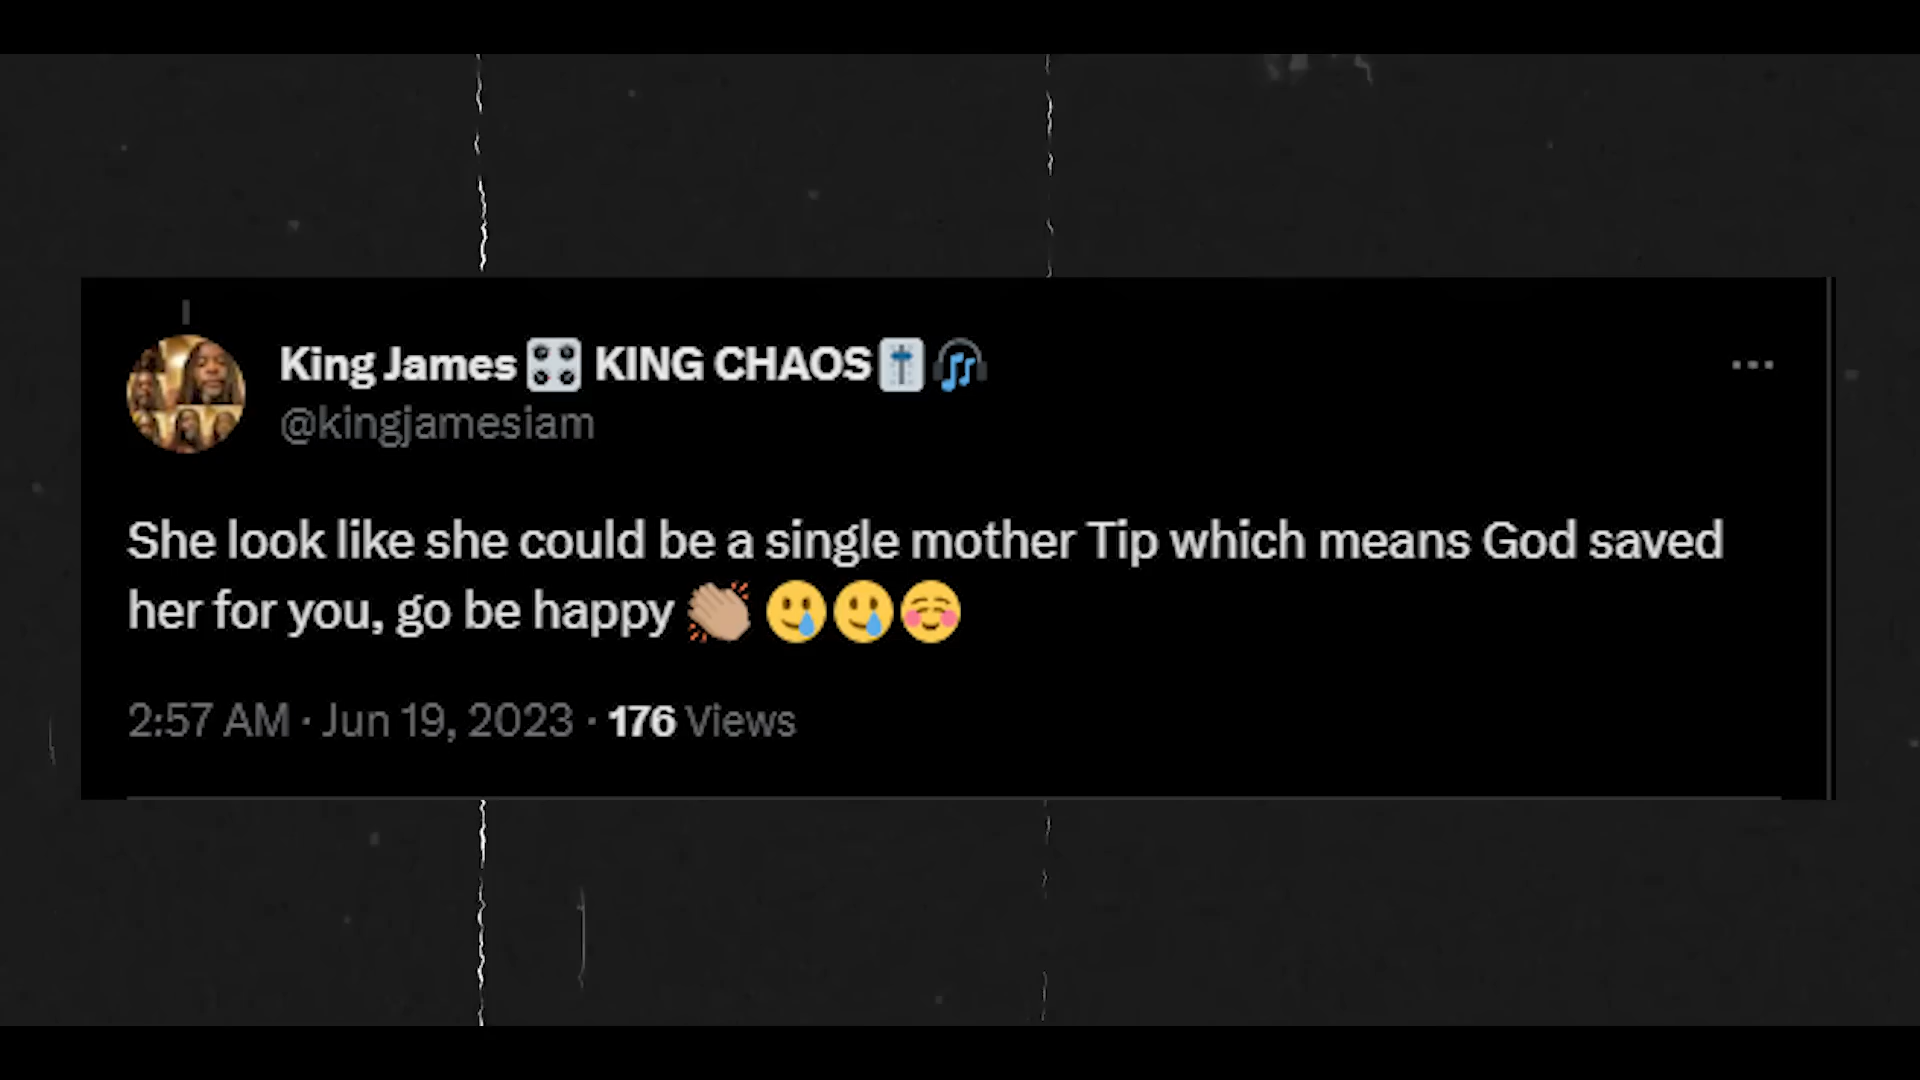 King James 🎛️ KING CHAOS🎚️🎧
@kingjamesiam
She look like she could be a single mother Tip which means God saved
her for you, go be happy 👏🏼 🥲🥲☺️
2:57 AM · Jun 19, 2023 · 176 Views